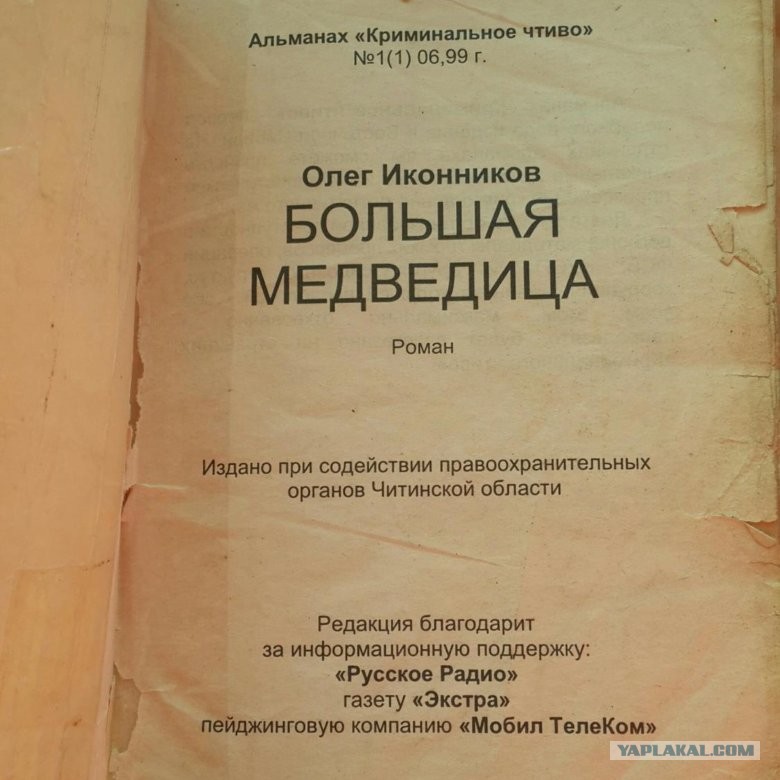 Альманах «Криминальное чтиво»
№1(1) 06,99 г.
Олег Иконников
БОЛЬШАЯ
МЕДВЕДИЦА
Роман
Издано при содействии правоохранительных
органов Читинской области
Редакция благодарит
за информационную поддержку:
«Русское Радио»
газету «Экстра»
пейджинговую компанию «Мобил ТелеКом»
YAPLAKAL.COM